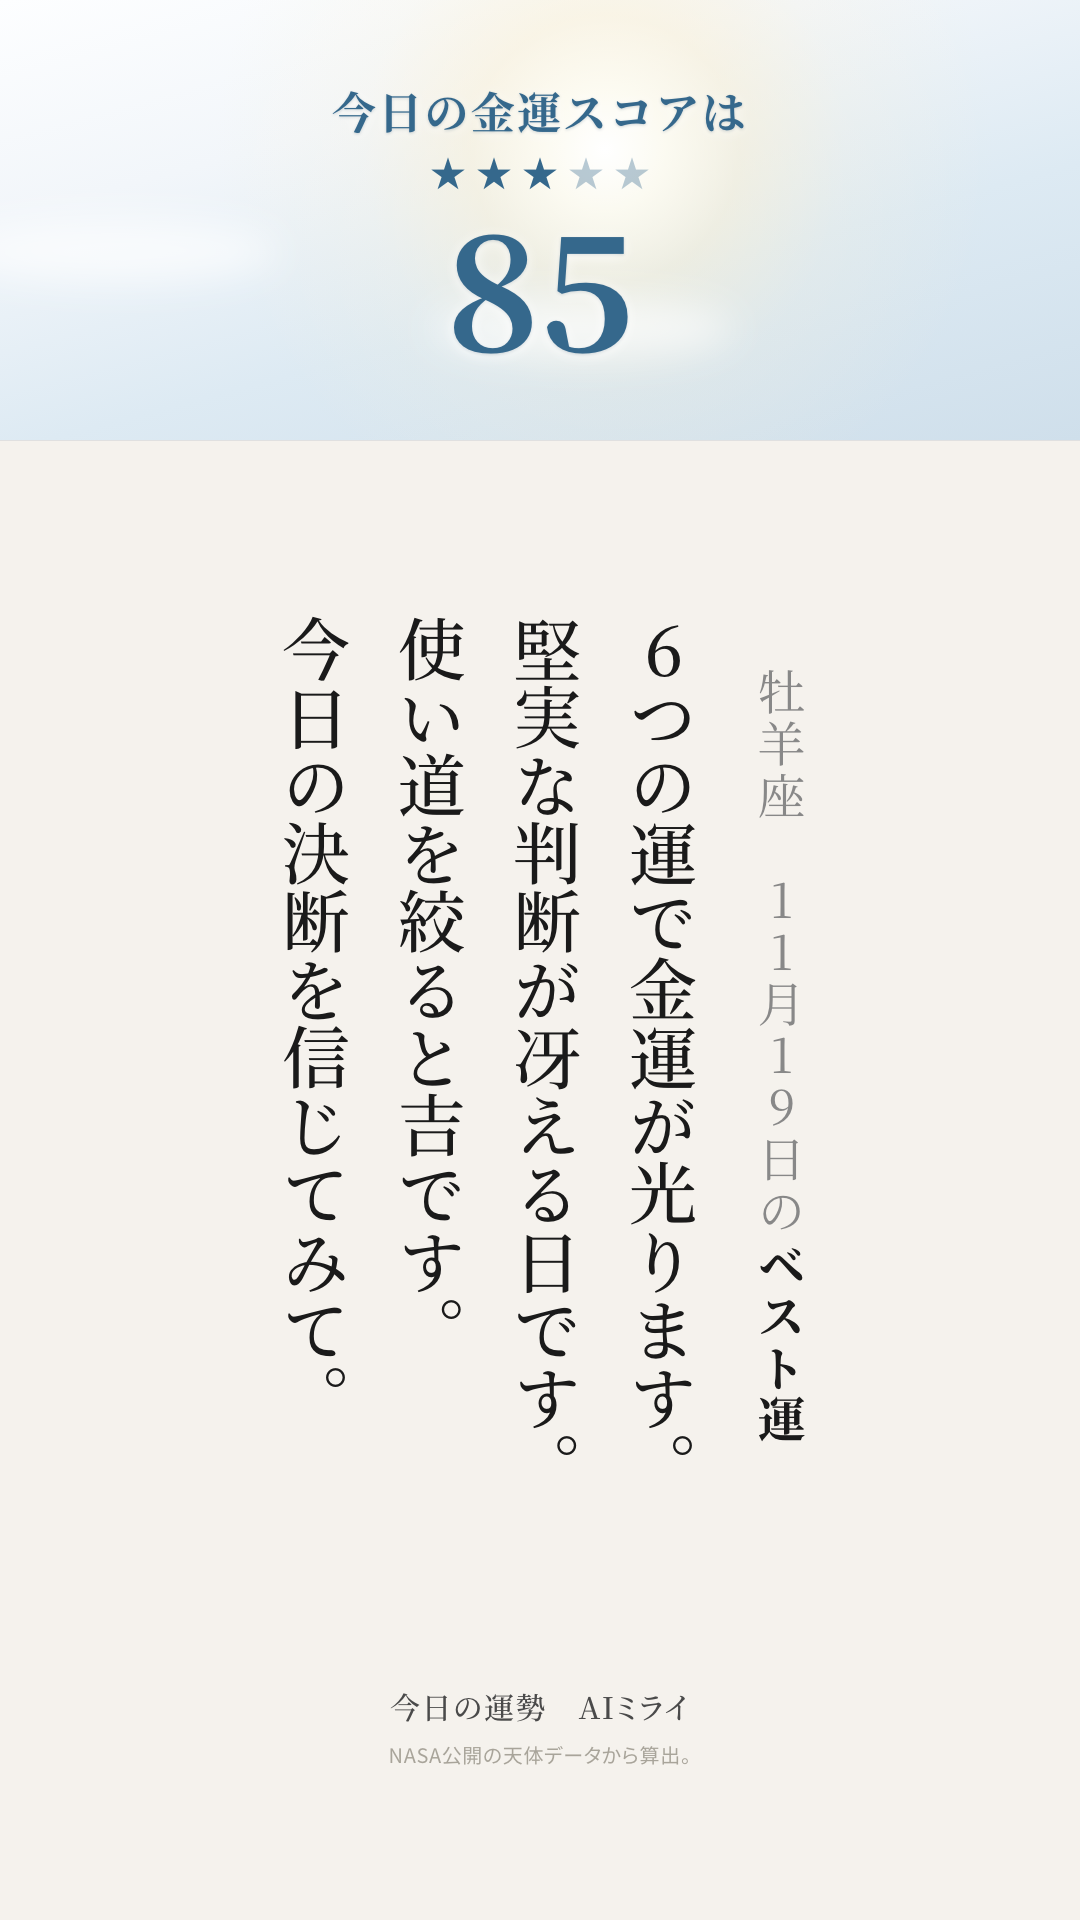 今日の金運スコアは
★★★★★
85
牡羊座　11月19日のベスト運
6つの運で金運が光ります。
堅実な判断が冴える日です。
使い道を絞ると吉です。
今日の決断を信じてみて。
今日の運勢　AIミライ
NASA公開の天体データから算出。